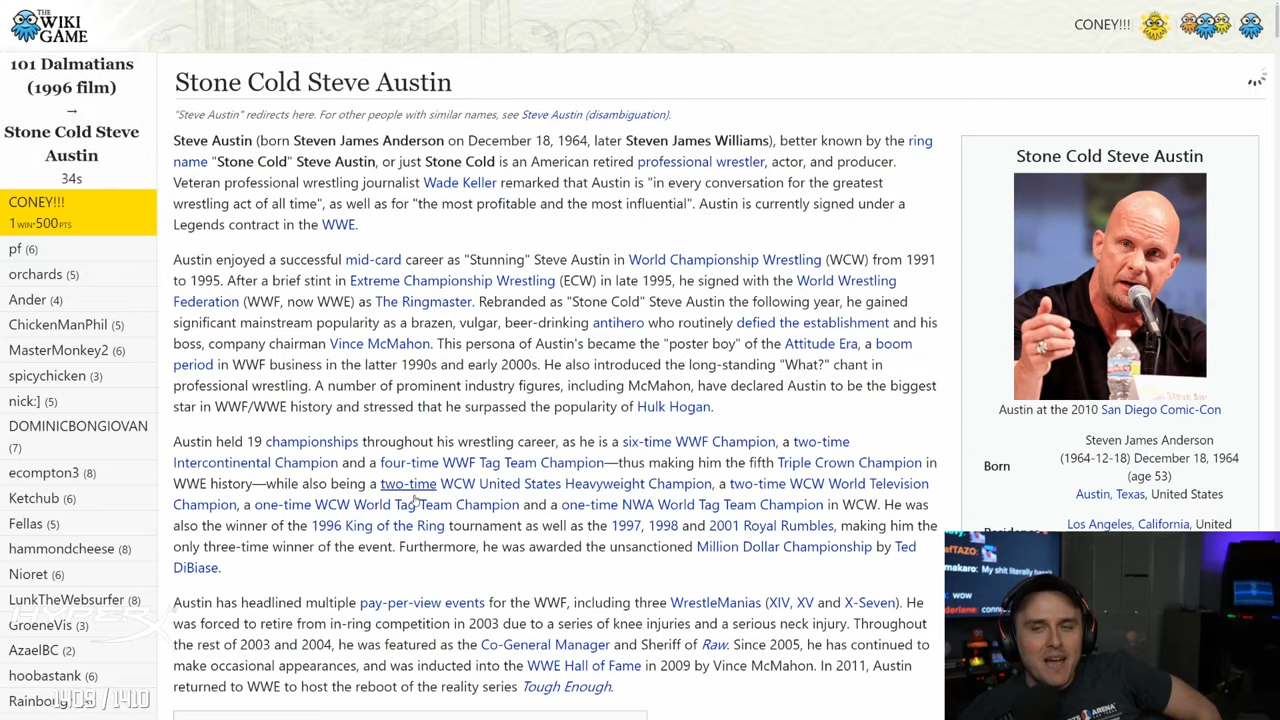 THE
WIKI
GAME
CONEY!!!
101 Dalmatians
(1996 film)
→
Stone Cold Steve
Austin
34s
CONEY!!!
1 WIN·500 PTS
pf (6)
orchards (5)
Ander (4)
ChickenManPhil (5)
MasterMonkey2 (6)
spicychicken (3)
nick:] (5)
DOMINICBONGIOVAN
(7)
ecompton3 (8)
Ketchub (6)
Fellas (5)
hammondcheese (8)
Nioret (6)
LunkTheWebsurfer (8)
GroeneVis (3)
AzaelBC (2)
hoobastank (6)
HYPERX
1409 / 1410
Stone Cold Steve Austin
"Steve Austin" redirects here. For other people with similar names, see Steve Austin (disambiguation).
Steve Austin (born Steven James Anderson on December 18, 1964, later Steven James Williams), better known by the ring
name "Stone Cold" Steve Austin, or just Stone Cold is an American retired professional wrestler, actor, and producer.
Veteran professional wrestling journalist Wade Keller remarked that Austin is "in every conversation for the greatest
wrestling act of all time", as well as for "the most profitable and the most influential". Austin is currently signed under a
Legends contract in the WWE.
Austin enjoyed a successful mid-card career as "Stunning" Steve Austin in World Championship Wrestling (WCW) from 1991
to 1995. After a brief stint in Extreme Championship Wrestling (ECW) in late 1995, he signed with the World Wrestling
Federation (WWF, now WWE) as The Ringmaster. Rebranded as "Stone Cold" Steve Austin the following year, he gained
significant mainstream popularity as a brazen, vulgar, beer-drinking antihero who routinely defied the establishment and his
boss, company chairman Vince McMahon. This persona of Austin's became the "poster boy" of the Attitude Era, a boom
period in WWF business in the latter 1990s and early 2000s. He also introduced the long-standing "What?" chant in
professional wrestling. A number of prominent industry figures, including McMahon, have declared Austin to be the biggest
star in WWF/WWE history and stressed that he surpassed the popularity of Hulk Hogan.
Austin held 19 championships throughout his wrestling career, as he is a six-time WWF Champion, a two-time
Intercontinental Champion and a four-time WWF Tag Team Champion—thus making him the fifth Triple Crown Champion in
WWE history—while also being a two-time WCW United States Heavyweight Champion, a two-time WCW World Television
Champion, a one-time WCW World Tag Team Champion and a one-time NWA World Tag Team Champion in WCW. He was
also the winner of the 1996 King of the Ring tournament as well as the 1997, 1998 and 2001 Royal Rumbles, making him the
only three-time winner of the event. Furthermore, he was awarded the unsanctioned Million Dollar Championship by Ted
DiBiase.
Austin has headlined multiple pay-per-view events for the WWF, including three WrestleManias (XIV, XV and X-Seven). He
was forced to retire from in-ring competition in 2003 due to a series of knee injuries and a serious neck injury. Throughout
the rest of 2003 and 2004, he was featured as the Co-General Manager and Sheriff of Raw. Since 2005, he has continued to
make occasional appearances, and was inducted into the WWE Hall of Fame in 2009 by Vince McMahon. In 2011, Austin
returned to WWE to host the reboot of the reality series Tough Enough.
Stone Cold Steve Austin
Austin at the 2010 San Diego Comic-Con
Born
Steven James Anderson
(1964-12-18) December 18, 1964
(age 53)
Austin, Texas, United States
Los Angeles, California, United
afTAZO:
makaro: My shit literally
wow
ARENA